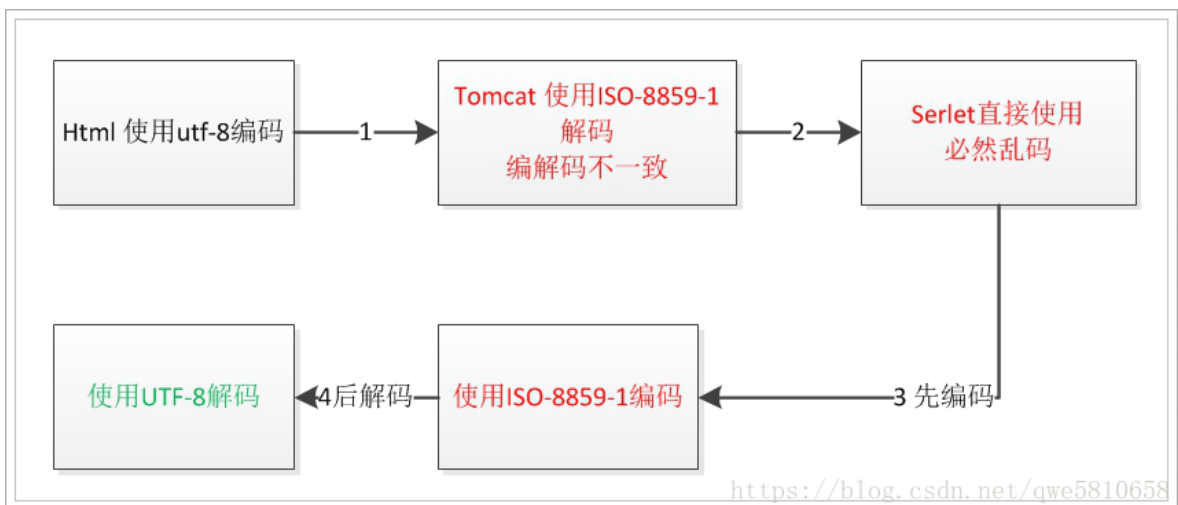 Html 使用utf-8编码
1
Tomcat 使用ISO-8859-1
解码
编解码不一致
2
Serlet直接使用
必然乱码
使用UTF-8解码
4后解码
使用ISO-8859-1编码
3 先编码
https://blog.csdn.net/qwe5810658